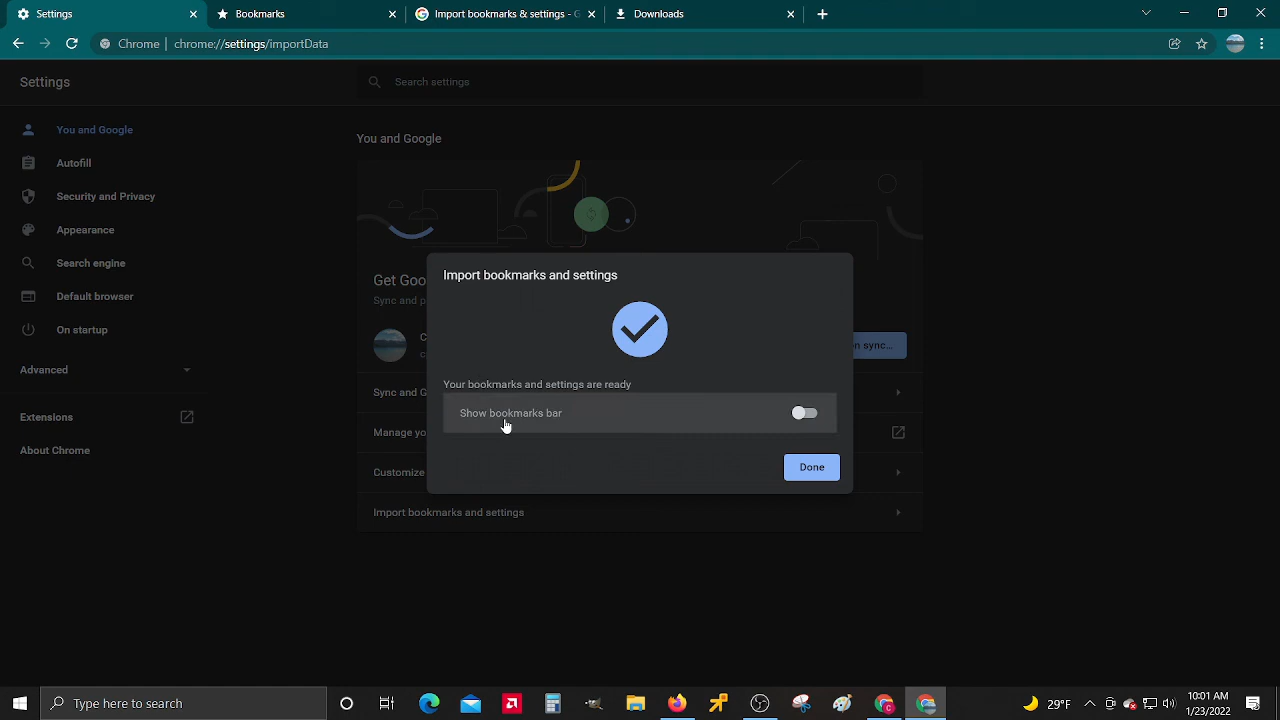 Settings
Bookmarks
Import bookmarks & settings - G
Downloads
Chrome | chrome://settings/importData
Settings
Search settings
You and Google
You and Google
Autofill
Security and Privacy
Appearance
Search engine
Default browser
On startup
Advanced
Extensions
About Chrome
Get Goo
Sync and p
n sync...
Sync and G
Manage yo
Customize
Import bookmarks and settings
Import bookmarks and settings
Your bookmarks and settings are ready
Show bookmarks bar
Done
Type here to search
29°F
10:01 AM
1/23/2022